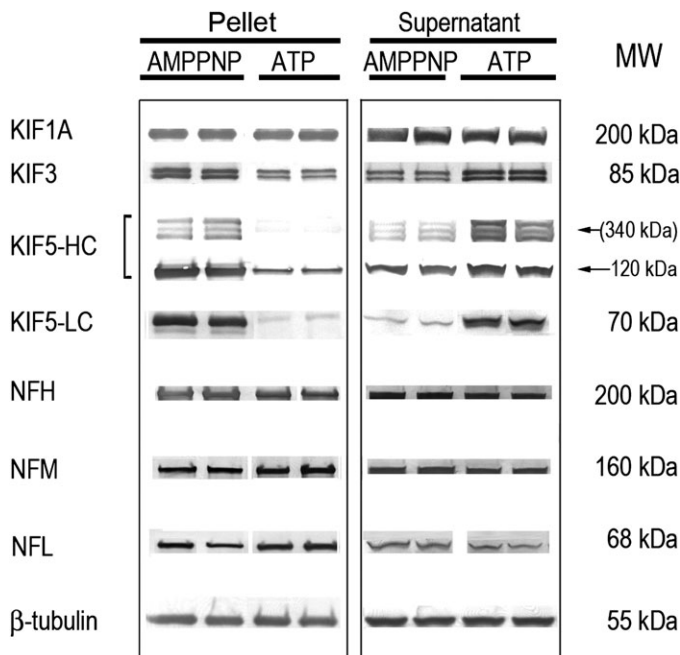 Pellet Supernatant
AMPPNP ATP AMPPNP ATP MW
KIF1A 200 kDa
KIF3 85 kDa
KIF5-HC (340 kDa)
120 kDa
KIF5-LC 70 kDa
NFH 200 kDa
NFM 160 kDa
NFL 68 kDa
β-tubulin 55 kDa